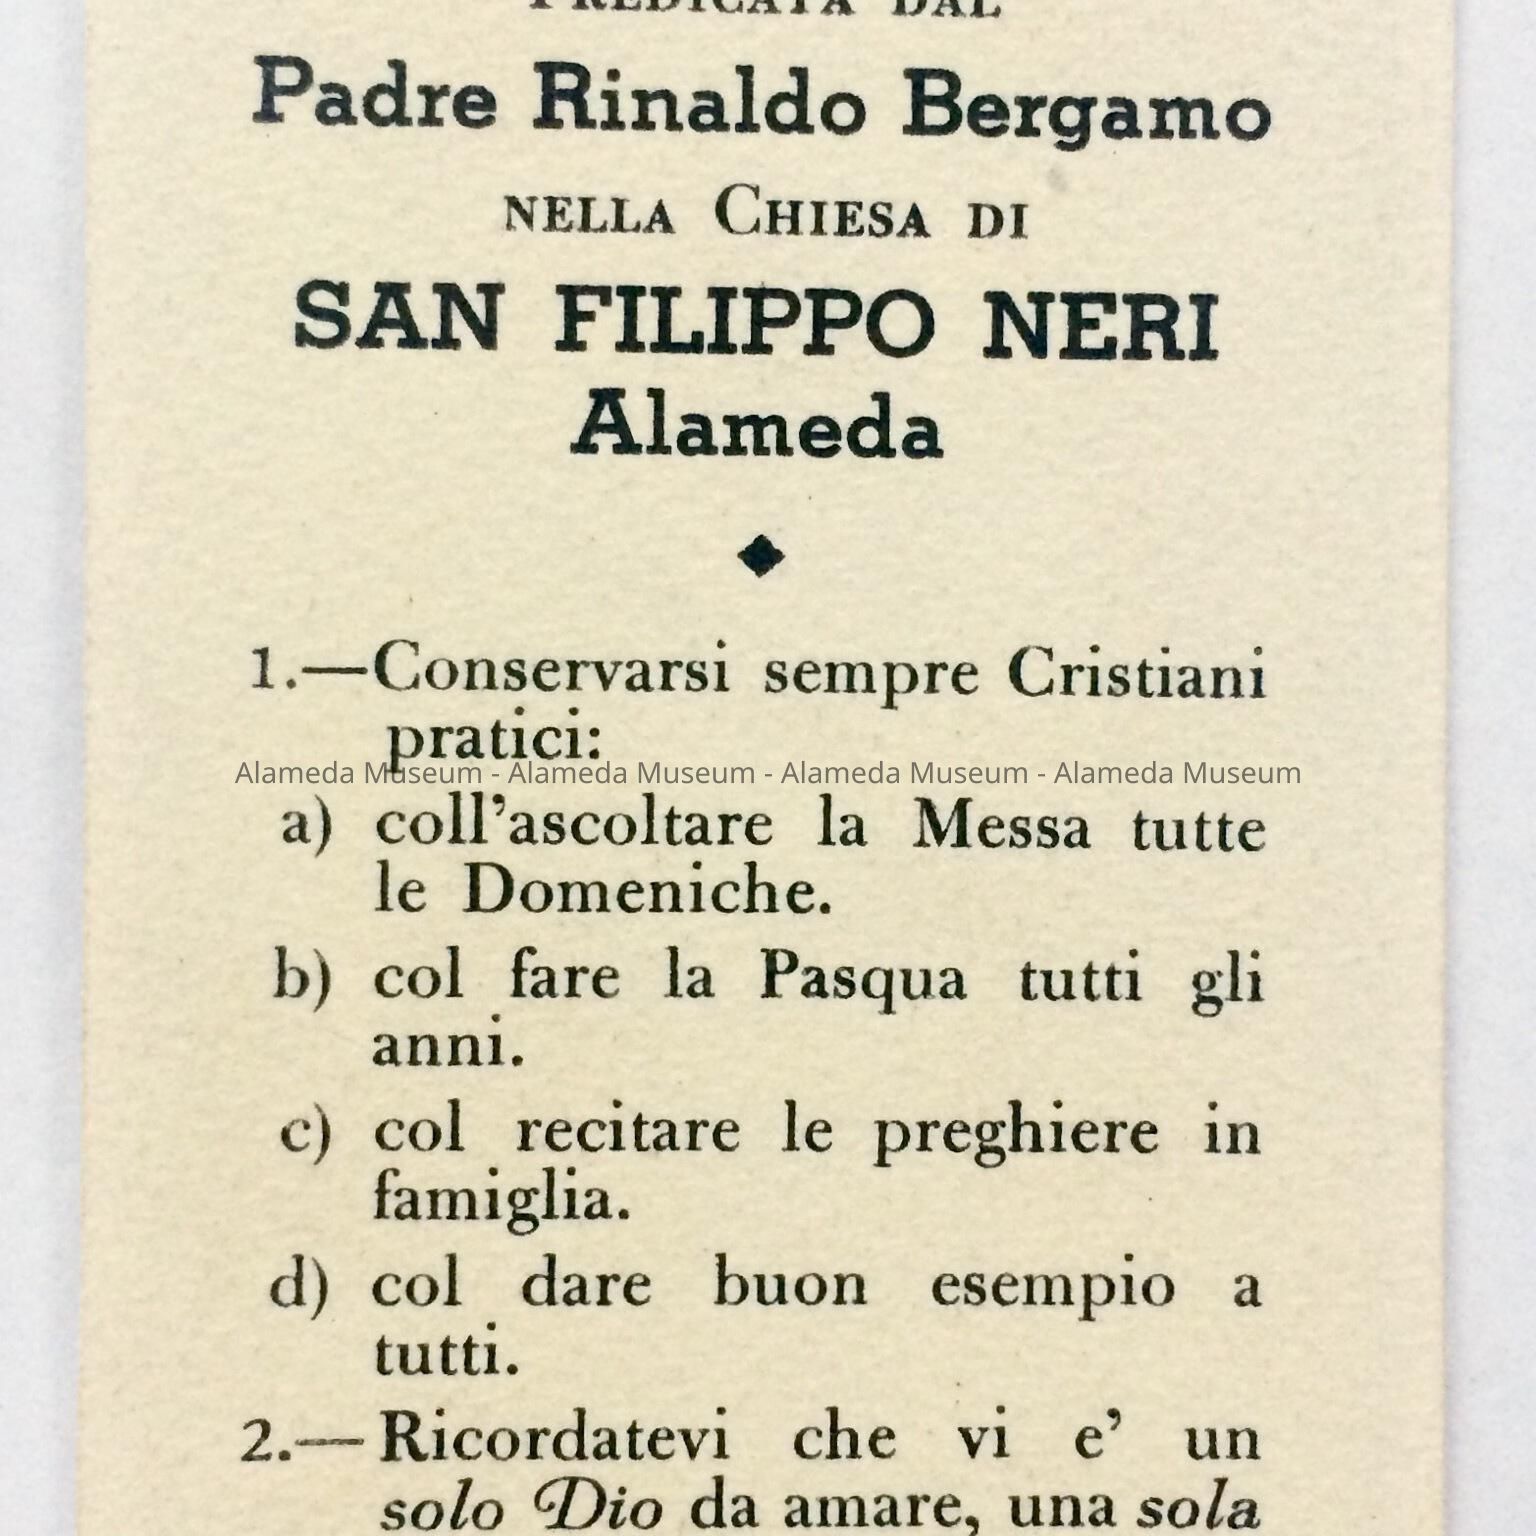 PREDICATA DAL
Padre Rinaldo Bergamo
NELLA CHIESA DI
SAN FILIPPO NERI
Alameda
1.—Conservarsi sempre Cristiani
pratici:
Alameda Museum - Alameda Museum - Alameda Museum - Alameda Museum
a) coll'ascoltare la Messa tutte
le Domeniche.
b) col fare la Pasqua tutti gli
anni.
c) col recitare le preghiere in
famiglia.
d) col dare buon esempio a
tutti.
2.—Ricordatevi che vi e' un
solo Dio da amare, una sola